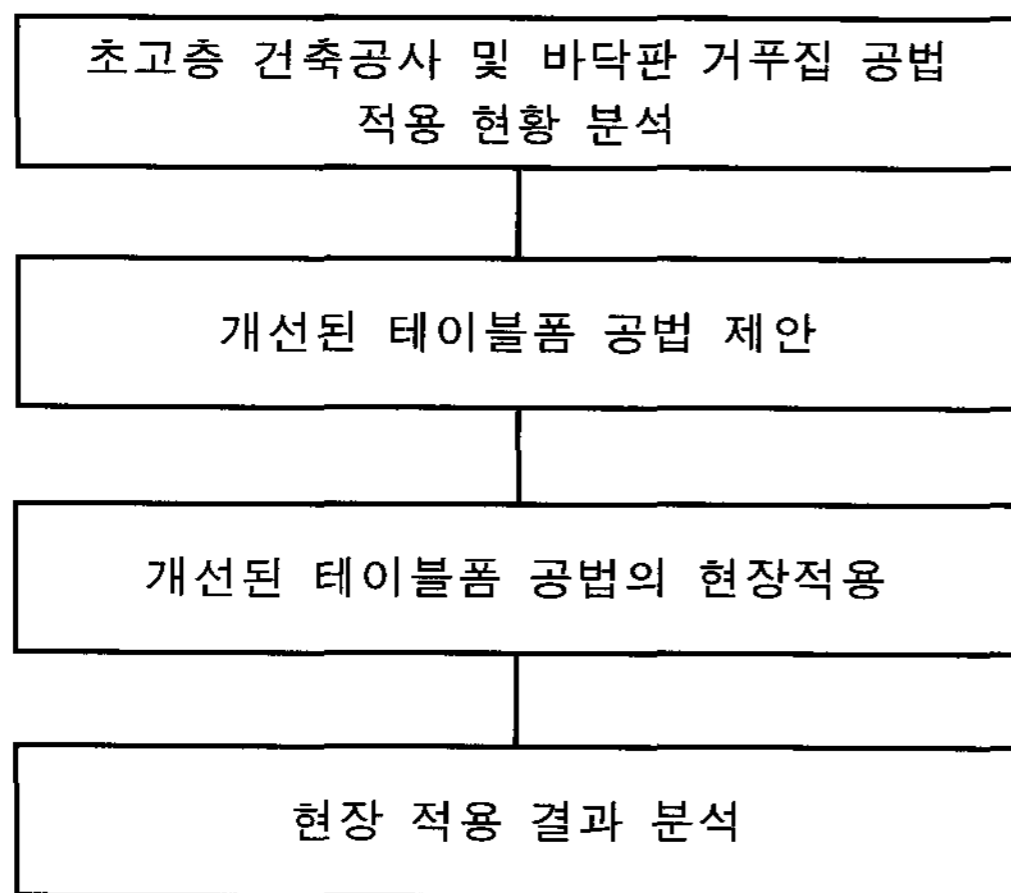 초고층 건축공사 및 바닥판 거푸집 공법
적용 현황 분석
개선된 테이블폼 공법 제안
개선된 테이블폼 공법의 현장적용
현장 적용 결과 분석